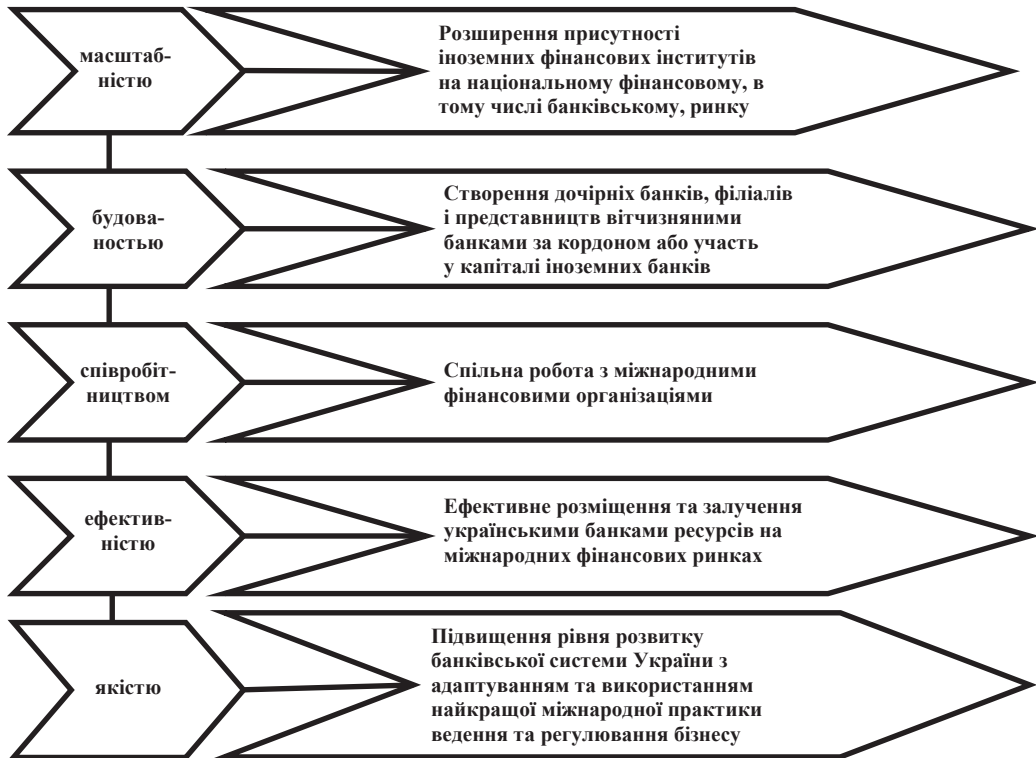 масштаб-
ністю
Розширення присутності
іноземних фінансових інститутів
на національному фінансовому, в
тому числі банківському, ринку
будова-
ностью
Створення дочірніх банків, філіалів
і представництв вітчизняними
банками за кордоном або участь
у капіталі іноземних банків
співробіт-
ництвом
Спільна робота з міжнародними
фінансовими організаціями
ефектив-
ністю
Ефективне розміщення та залучення
українськими банками ресурсів на
міжнародних фінансових ринках
якістю
Підвищення рівня розвитку
банківської системи України з
адаптуванням та використанням
найкращої міжнародної практики
ведення та регулювання бізнесу